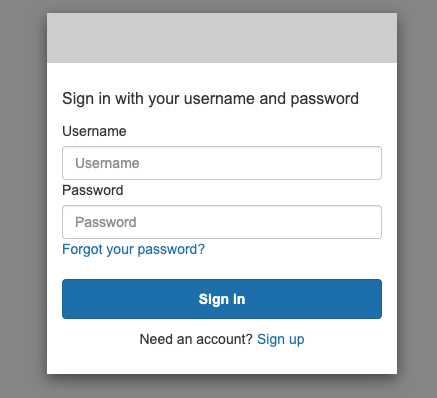 Sign in with your username and password
Username
Username
Password
Password
Forgot your password?
Sign in
Need an account? Sign up